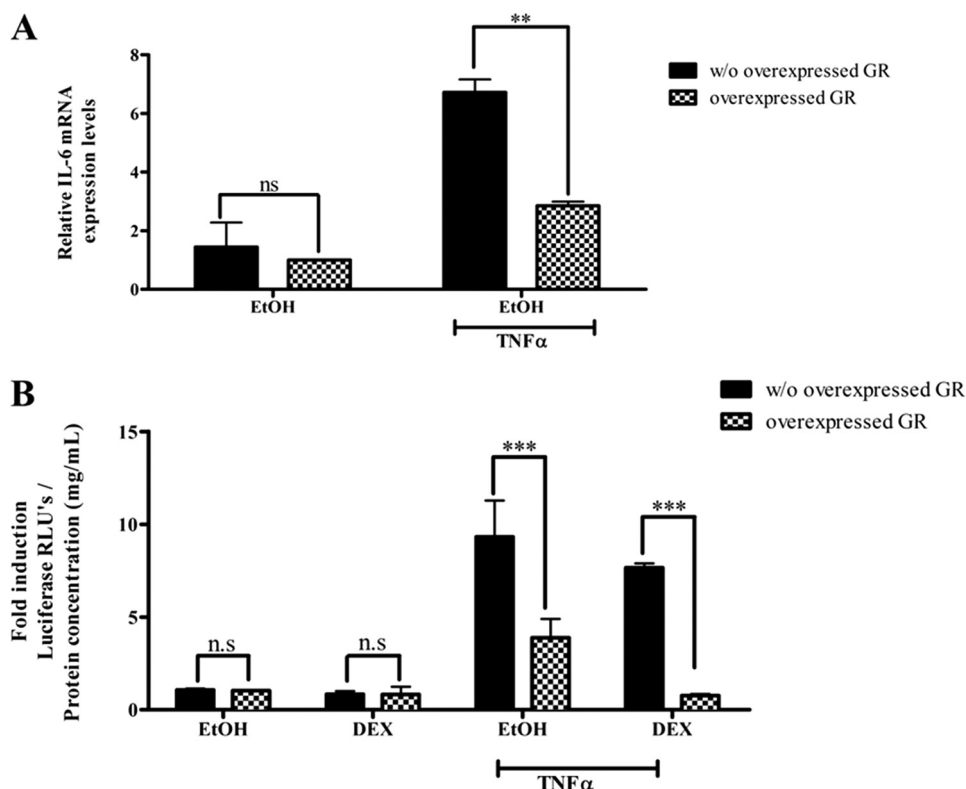 A
**
8
w/o overexpressed GR
overexpressed GR
6
Relative IL-6 mRNA
expression levels
4
ns
2
0
EtOH
EtOH
TNFα
B
w/o overexpressed GR
overexpressed GR
15
Fold induction
Luciferase RLU's /
Protein concentration (mg/mL)
***
10
***
5
n.s
n.s
0
EtOH
DEX
EtOH
DEX
TNFα